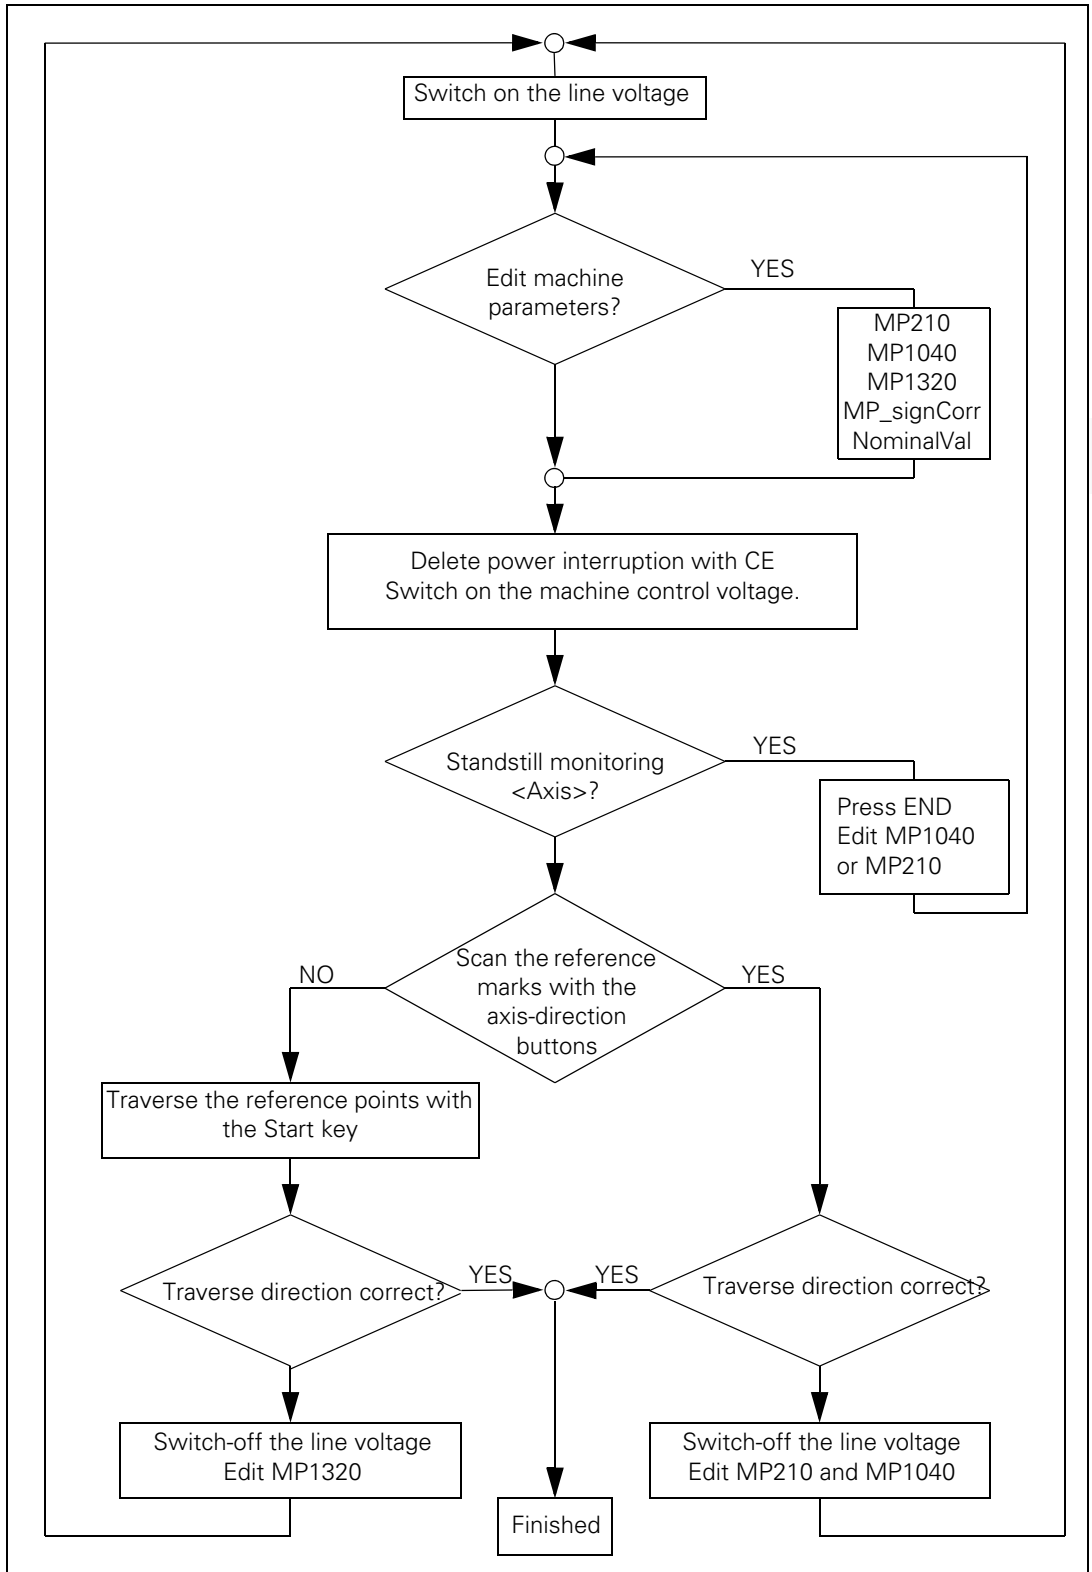 Switch on the line voltage
Edit machine
parameters?
YES
MP210
MP1040
MP1320
MP_signCorr
NominalVal
Delete power interruption with CE
Switch on the machine control voltage.
Standstill monitoring
<Axis>?
YES
Press END
Edit MP1040
or MP210
Scan the reference
marks with the
axis-direction
buttons
NO
YES
Traverse the reference points with
the Start key
Traverse direction correct?
YES
YES
Traverse direction correct?
Switch-off the line voltage
Edit MP1320
Switch-off the line voltage
Edit MP210 and MP1040
Finished